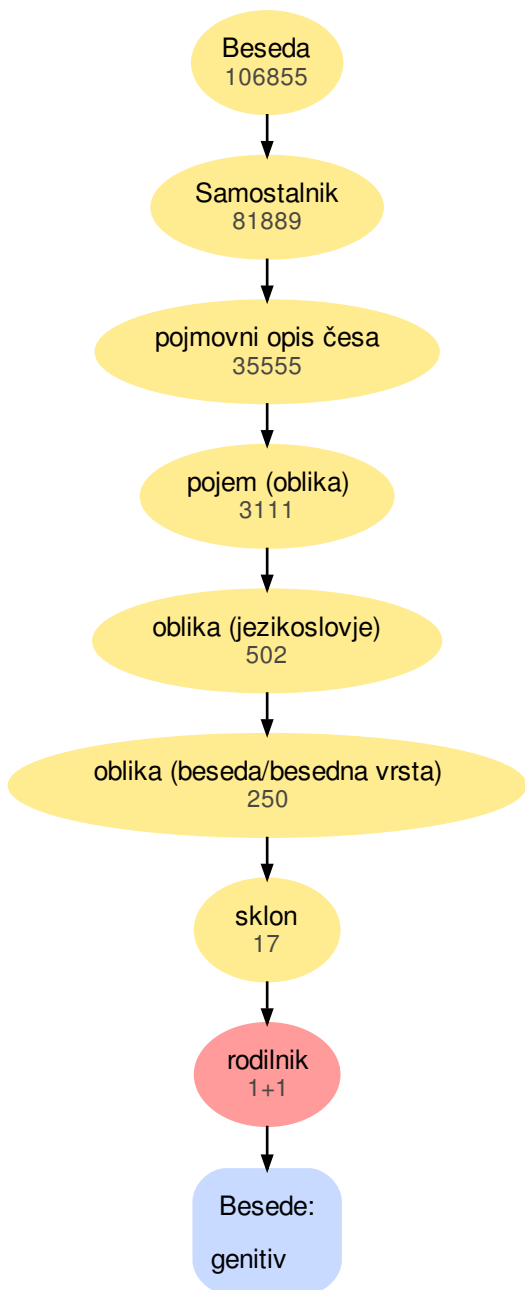 Beseda
106855
Samostalnik
81889
pojmovni opis česa
35555
pojem (oblika)
3111
oblika (jezikoslovje)
502
oblika (beseda/besedna vrsta)
250
sklon
17
rodilnik
1+1
Besede:
genitiv